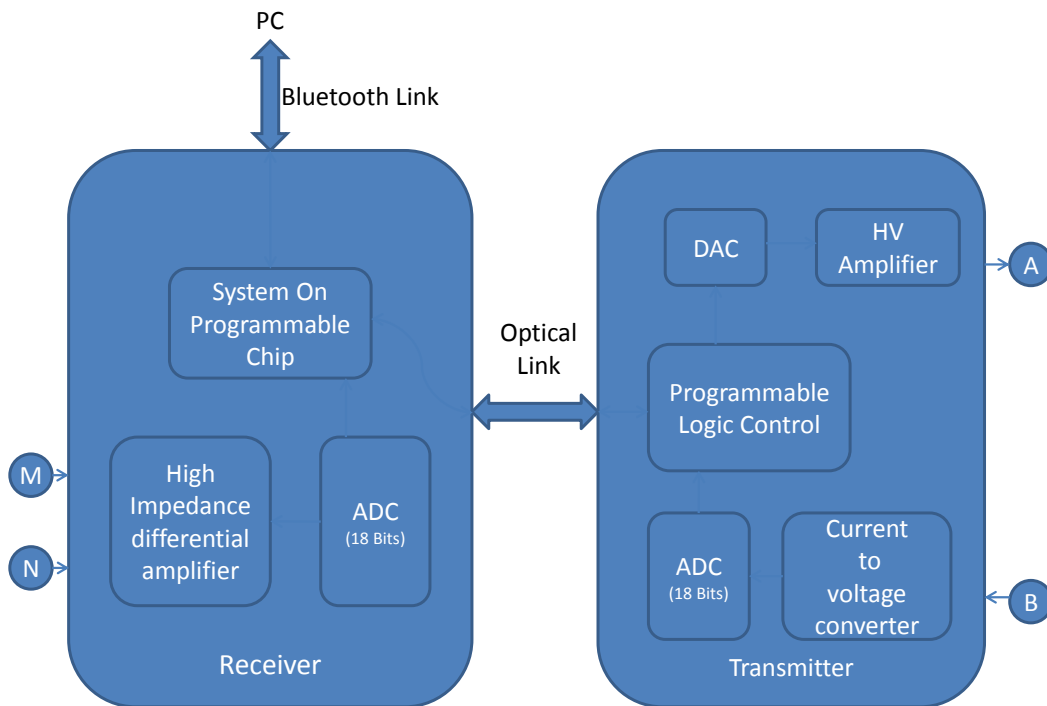 PC
Bluetooth Link
System On
Programmable
Chip
High
Impedance
differential
amplifier
ADC
(18 Bits)
M
N
Receiver
Optical
Link
DAC
HV
Amplifier
Programmable
Logic Control
ADC
(18 Bits)
Current
to
voltage
converter
A
B
Transmitter